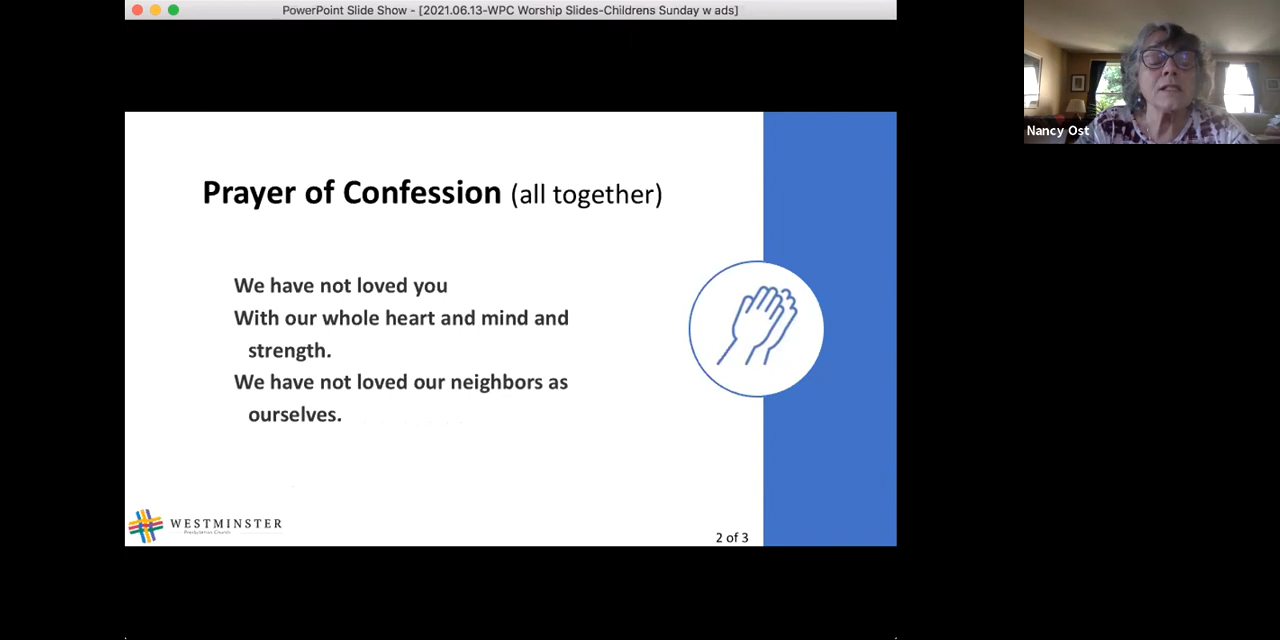 PowerPoint Slide Show - [2021.06.13-WPC Worship Slides-Childrens Sunday w ads]
Nancy Ost
Prayer of Confession (all together)
We have not loved you
With our whole heart and mind and
strength.
We have not loved our neighbors as
ourselves.
WESTMINSTER
Presbyterian Church
2 of 3